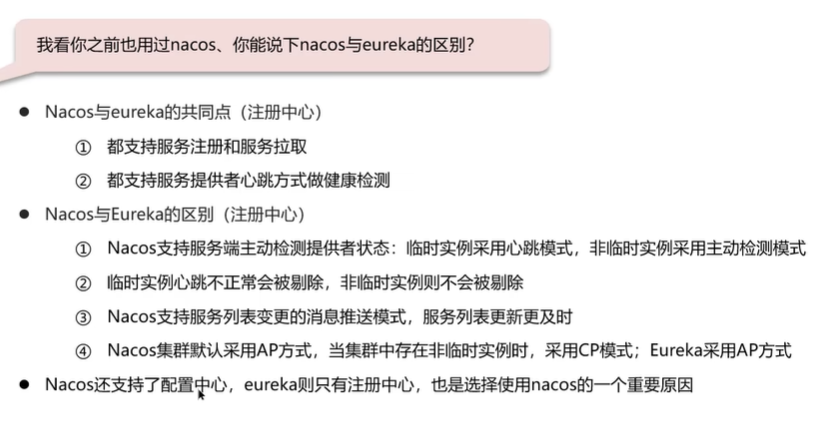 我看你之前也用过nacos、你能说下nacos与eureka的区别？
● Nacos与eureka的共同点（注册中心）
① 都支持服务注册和服务拉取
② 都支持服务提供者心跳方式做健康检测
● Nacos与Eureka的区别（注册中心）
① Nacos支持服务端主动检测提供者状态：临时实例采用心跳模式，非临时实例采用主动检测模式
② 临时实例心跳不正常会被剔除，非临时实例则不会被剔除
③ Nacos支持服务列表变更的消息推送模式，服务列表更新更及时
④ Nacos集群默认采用AP方式，当集群中存在非临时实例时，采用CP模式；Eureka采用AP方式
● Nacos还支持了配置中心，eureka则只有注册中心，也是选择使用nacos的一个重要原因